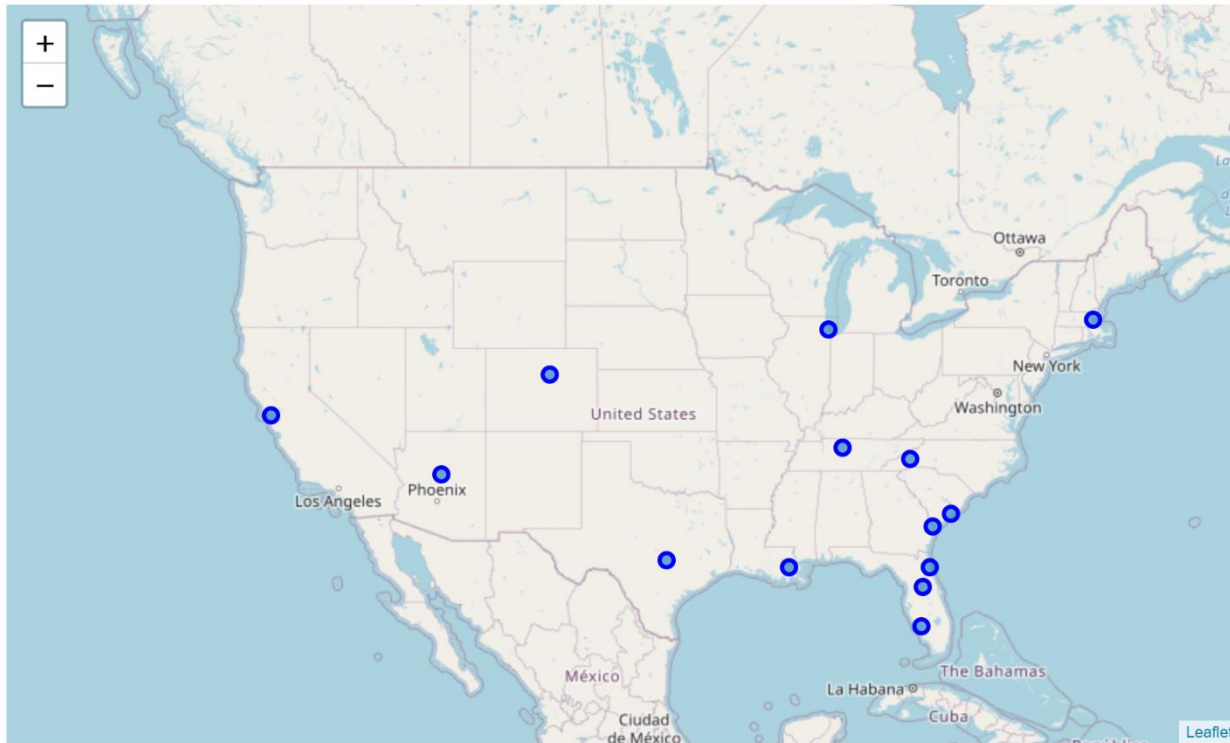 +
−
Ottawa
Toronto
New York
Washington
United States
Phoenix
Los Angeles
The Bahamas
México
La Habana
Cuba
Ciudad
de México
Leaflet